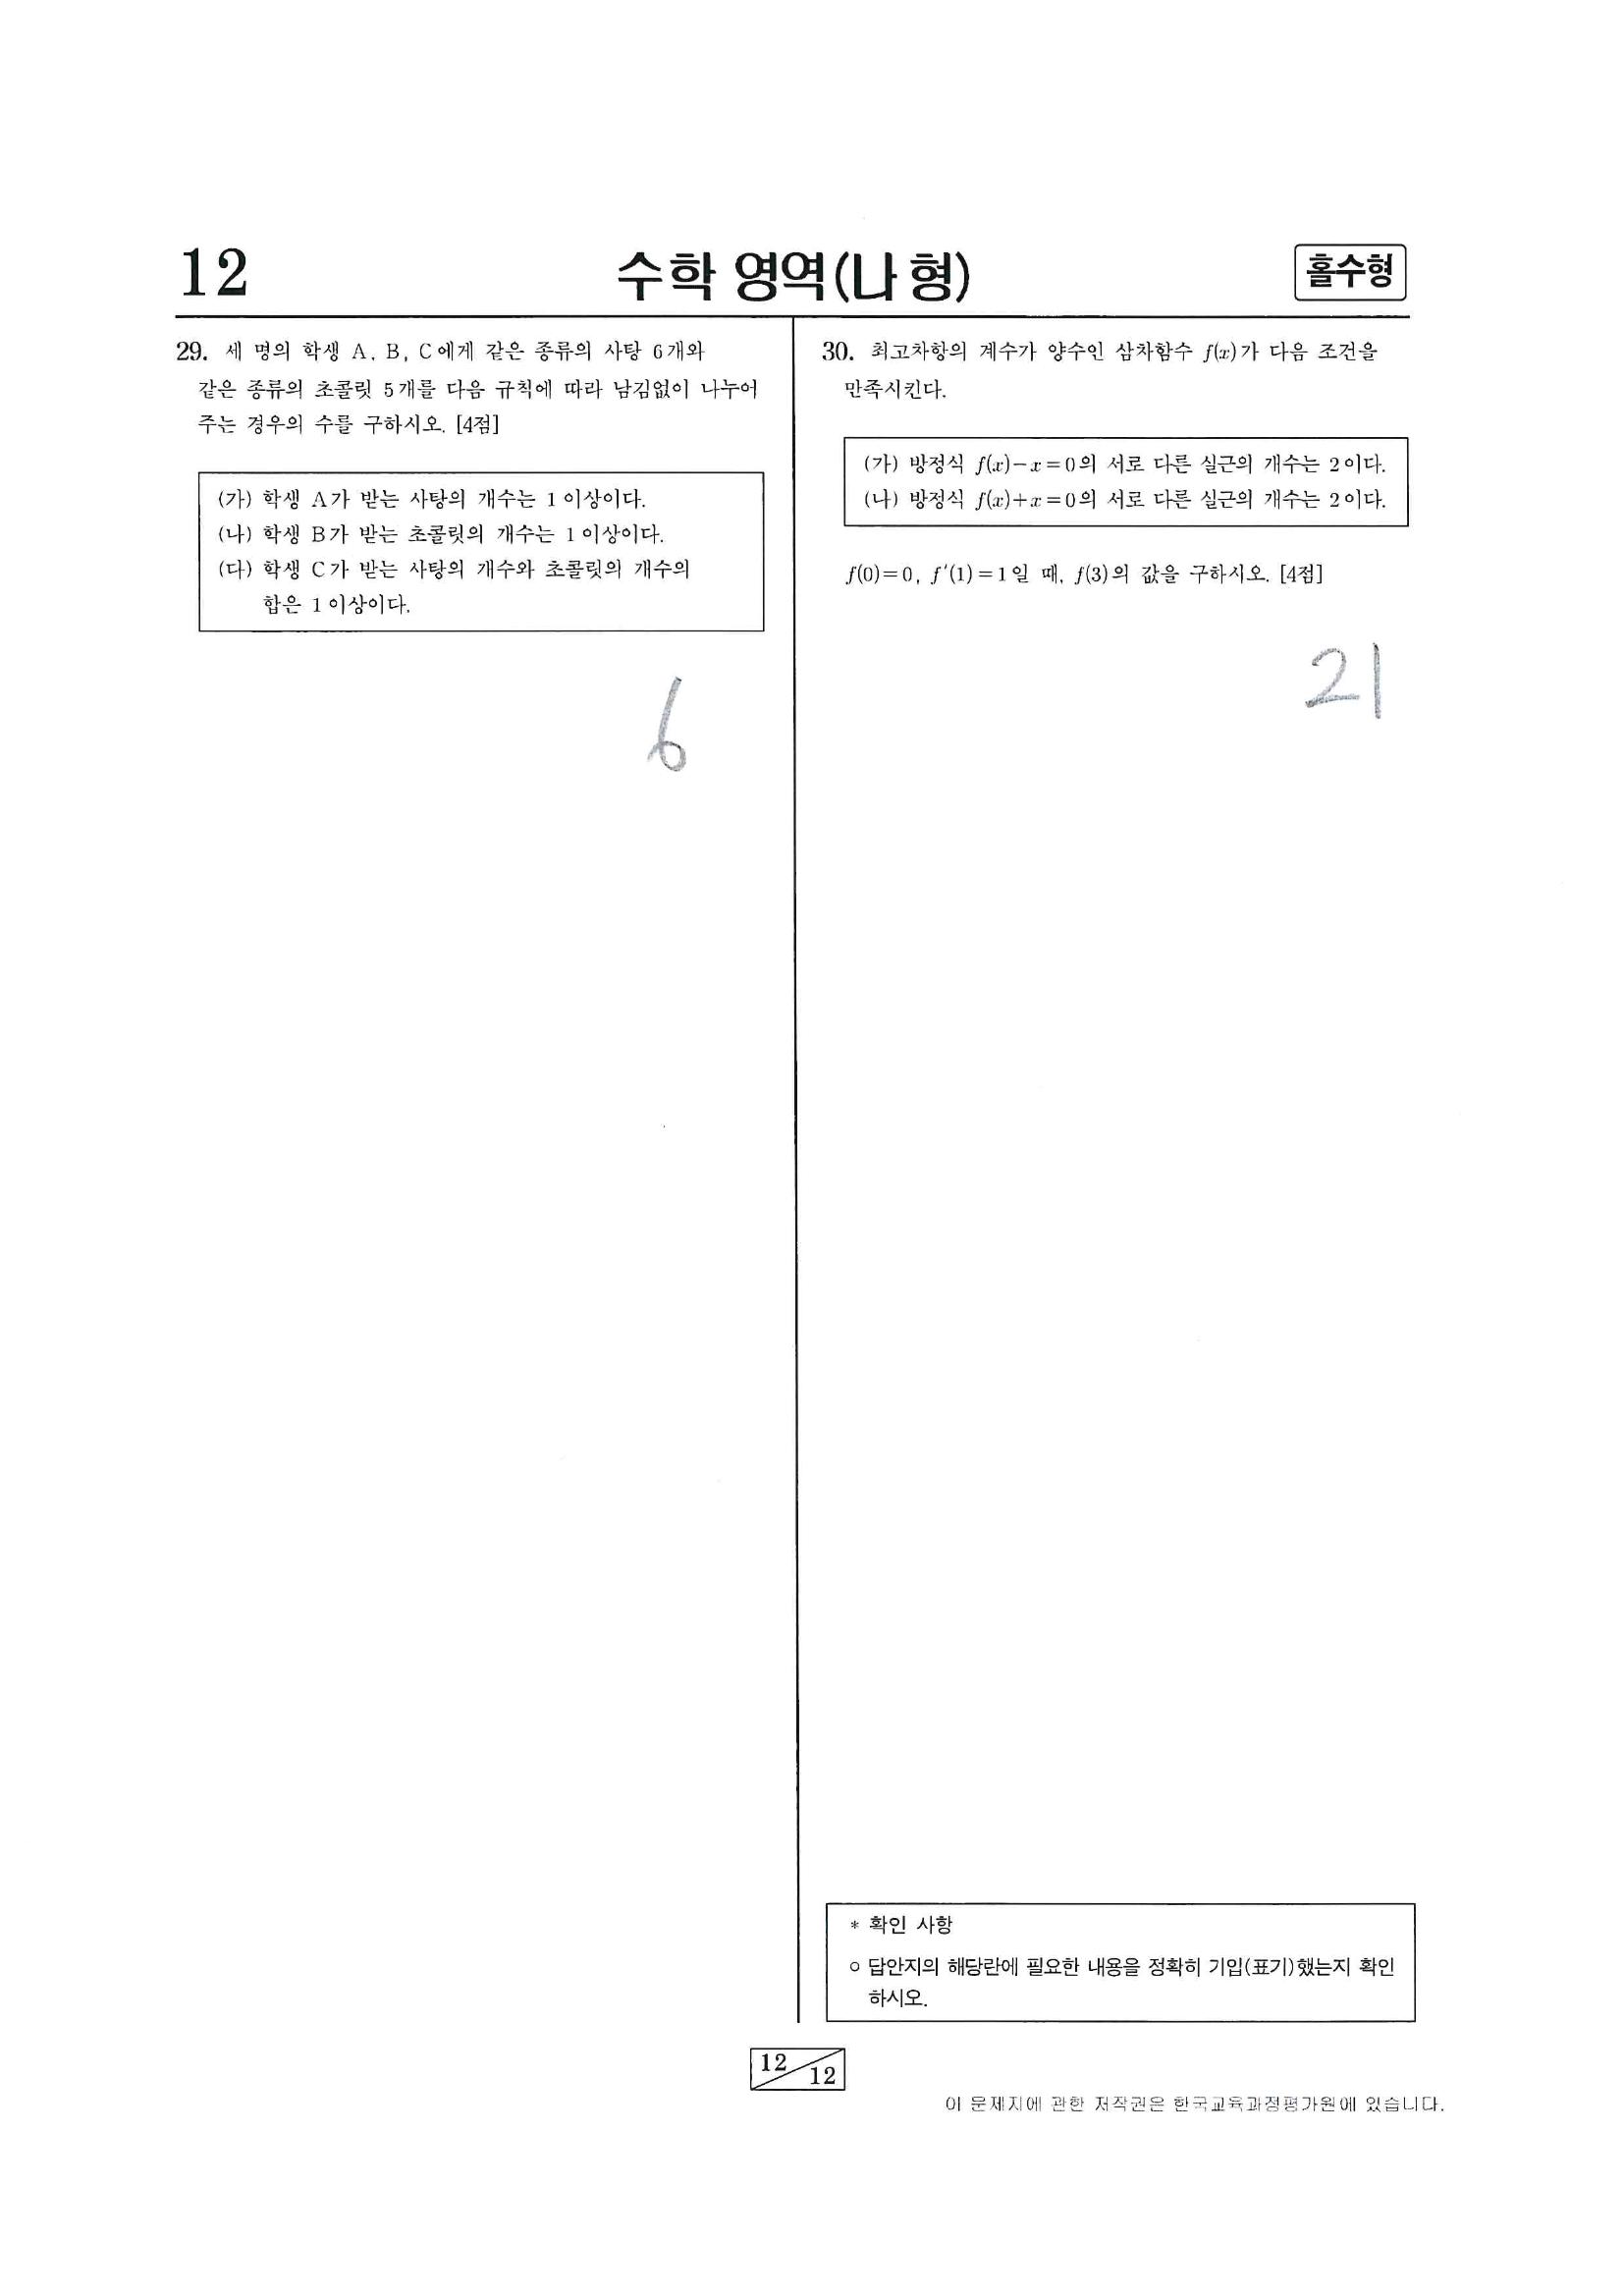 12
수학 영역(나 형)
홀수형
29. 세 명의 학생 A, B, C에게 같은 종류의 사탕 6개와
같은 종류의 초콜릿 5개를 다음 규칙에 따라 남김없이 나누어
주는 경우의 수를 구하시오. [4점]
(가) 학생 A가 받는 사탕의 개수는 1 이상이다.
(나) 학생 B가 받는 초콜릿의 개수는 1 이상이다.
(다) 학생 C가 받는 사탕의 개수와 초콜릿의 개수의
합은 1 이상이다.
6
30. 최고차항의 계수가 양수인 삼차함수 f(x)가 다음 조건을
만족시킨다.
(가) 방정식 f(x)-x=0의 서로 다른 실근의 개수는 2이다.
(나) 방정식 f(x)+x=0의 서로 다른 실근의 개수는 2이다.
f(0)=0, f′(1)=1일 때, f(3)의 값을 구하시오. [4점]
21
* 확인 사항
○ 답안지의 해당란에 필요한 내용을 정확히 기입(표기)했는지 확인
하시오.
12
12
이 문제지에 관한 저작권은 한국교육과정평가원에 있습니다.